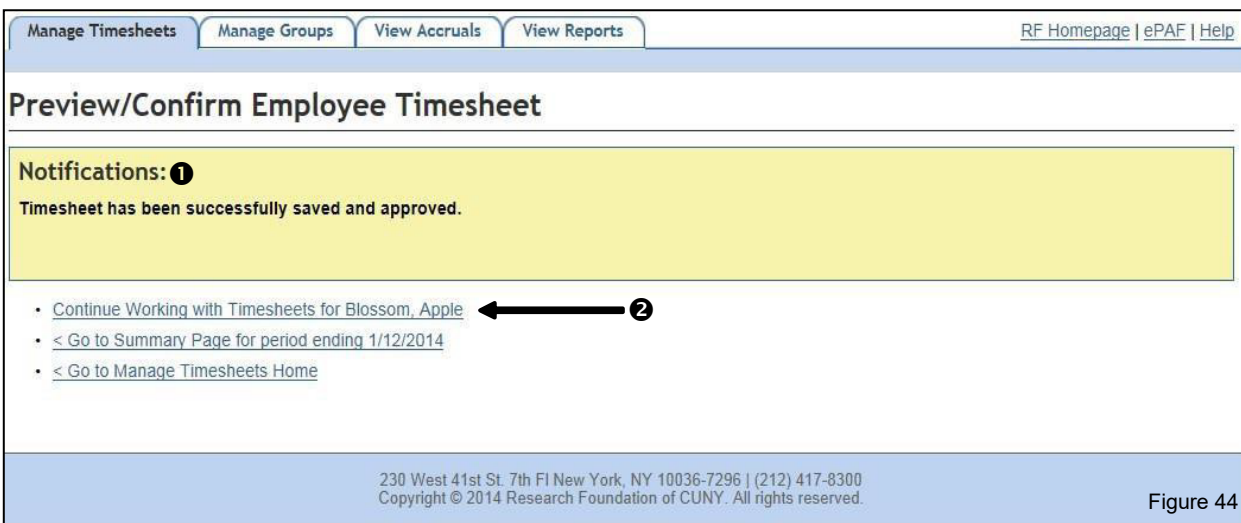 Manage Timesheets Manage Groups View Accruals View Reports RF Homepage | ePAF | Help
Preview/Confirm Employee Timesheet
Notifications: ❶
Timesheet has been successfully saved and approved.
• Continue Working with Timesheets for Blossom, Apple ❷
• < Go to Summary Page for period ending 1/12/2014
• < Go to Manage Timesheets Home
230 West 41st St. 7th Fl New York, NY 10036-7296 | (212) 417-8300
Copyright © 2014 Research Foundation of CUNY. All rights reserved.
Figure 44